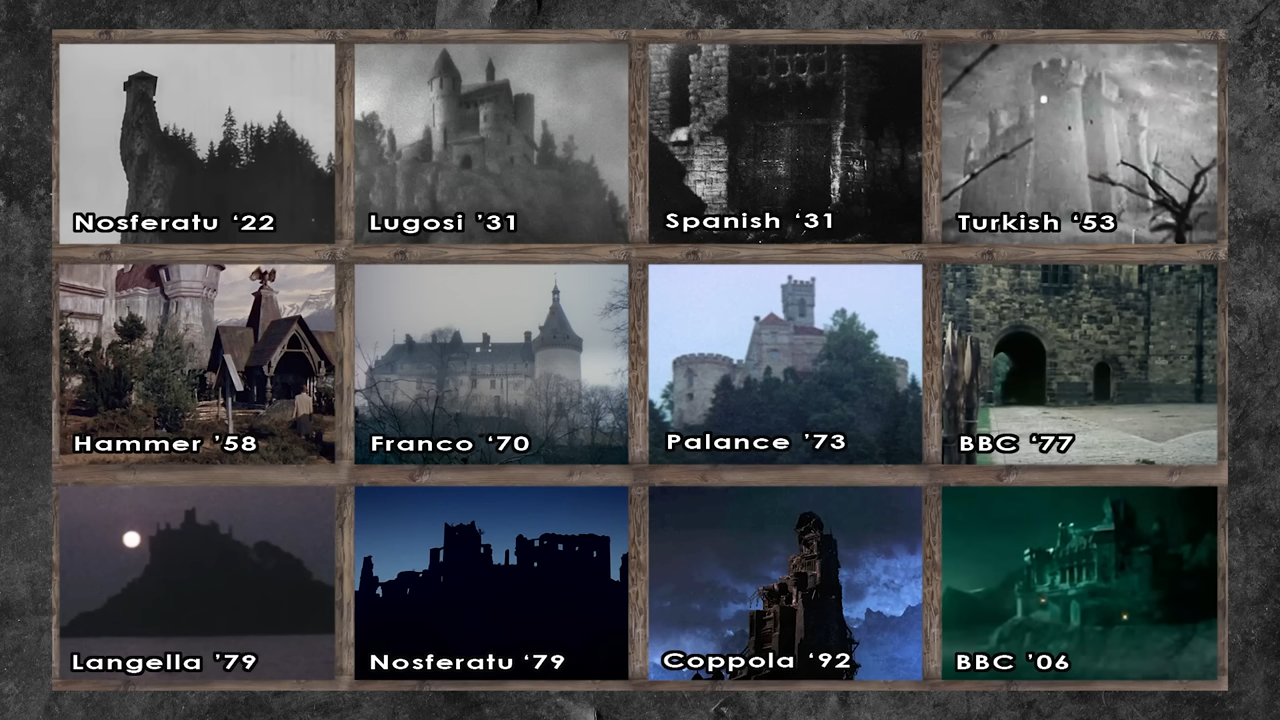 Nosferatu ‘22
Lugosi ’31
Spanish ‘31
Turkish ‘53
Hammer ’58
Franco ‘70
Palance ’73
BBC ‘77
Langella ’79
Nosferatu ‘79
Coppola ‘92
BBC ’06